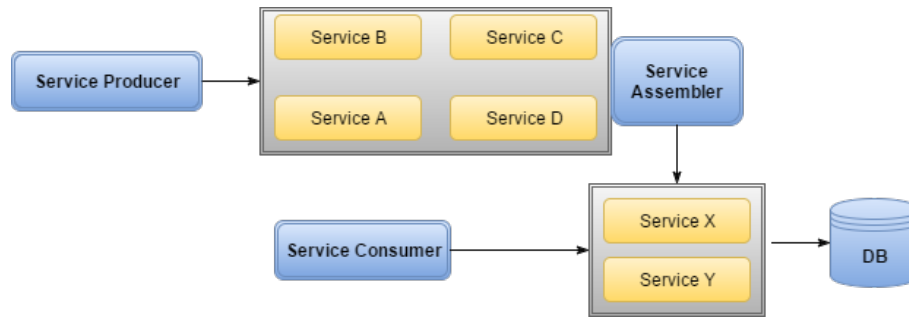 Service B
Service C
Service Producer
Service A
Service D
Service
Assembler
Service Consumer
Service X
Service Y
DB